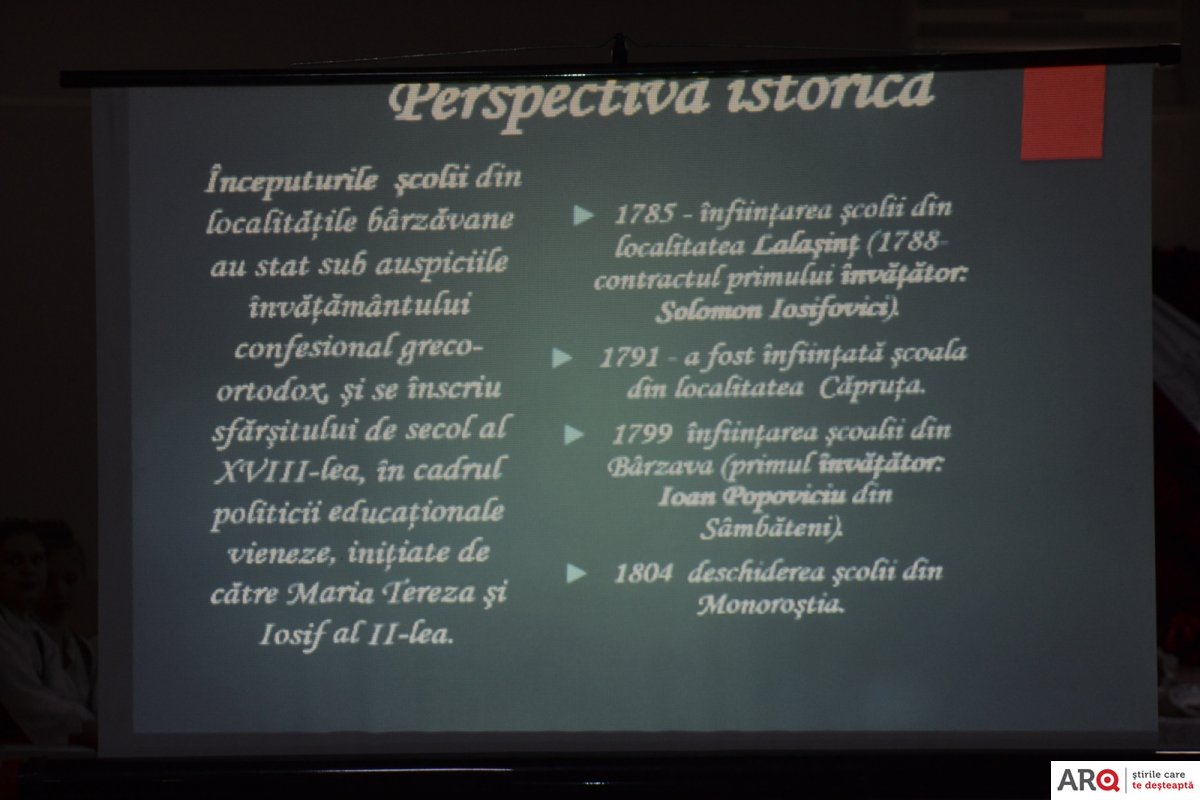 Perspectiva istorica
Începuturile școlii din
localitățile bârzăvane
au stat sub auspiciile
învățământului
confesional greco-
ortodox, și se înscriu
sfârșitului de secol al
XVIII-lea, în cadrul
politicii educaționale
vieneze, inițiate de
către Maria Tereza și
Iosif al II-lea.
1785 - înființarea școlii din
localitatea Lalașinț (1788-
contractul primului învățător:
Solomon Iosifovici).
1791 - a fost înființată școala
din localitatea Căpruța.
1799 înființarea școalii din
Bârzava (primul învățător:
Ioan Popoviciu din
Sâmbăteni).
1804 deschiderea școlii din
Monoroștia.
ARQ
știrile care
te deșteaptă